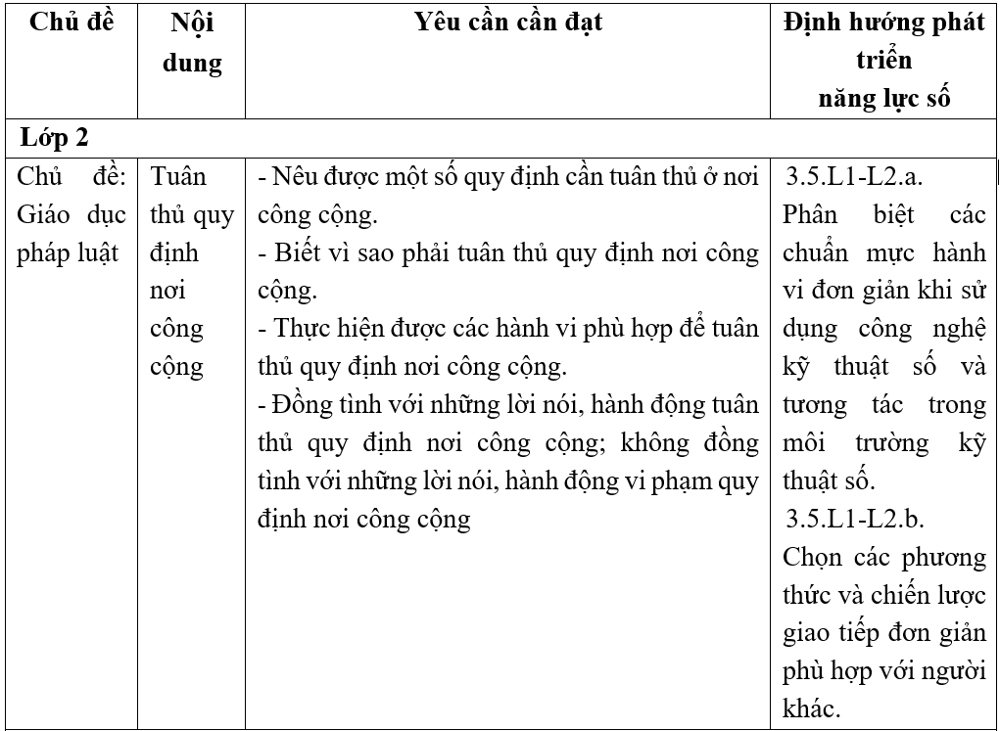 Chủ đề
Nội
dung
Yêu cần cần đạt
Định hướng phát
triển
năng lực số
Lớp 2
Chủ đề:
Giáo dục
pháp luật
Tuân
thủ quy
định
nơi
công
cộng
- Nêu được một số quy định cần tuân thủ ở nơi
công cộng.
- Biết vì sao phải tuân thủ quy định nơi công
cộng.
- Thực hiện được các hành vi phù hợp để tuân
thủ quy định nơi công cộng.
- Đồng tình với những lời nói, hành động tuân
thủ quy định nơi công cộng; không đồng
tình với những lời nói, hành động vi phạm quy
định nơi công cộng
3.5.L1-L2.a.
Phân biệt các
chuẩn mực hành
vi đơn giản khi sử
dụng công nghệ
kỹ thuật số và
tương tác trong
môi trường kỹ
thuật số.
3.5.L1-L2.b.
Chọn các phương
thức và chiến lược
giao tiếp đơn giản
phù hợp với người
khác.